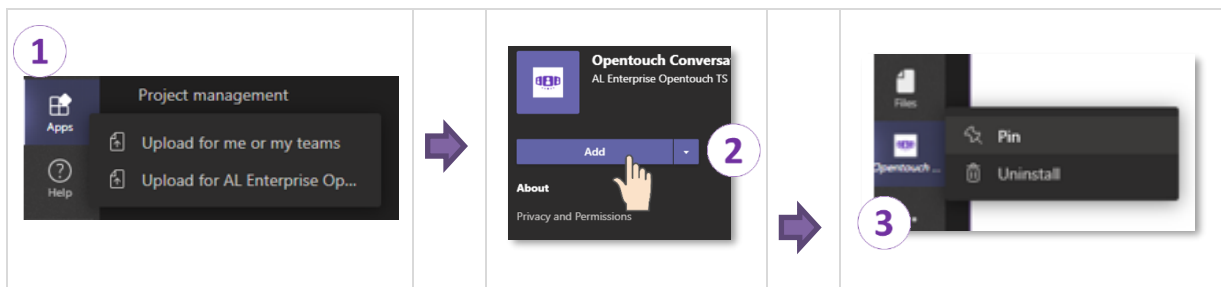 1
Project management
Apps
Upload for me or my teams
Upload for AL Enterprise Op...
Help
Opentouch Conversa
AL Enterprise Opentouch TS
Add
2
About
Privacy and Permissions
Files
Pin
Opentouch ...
Uninstall
3